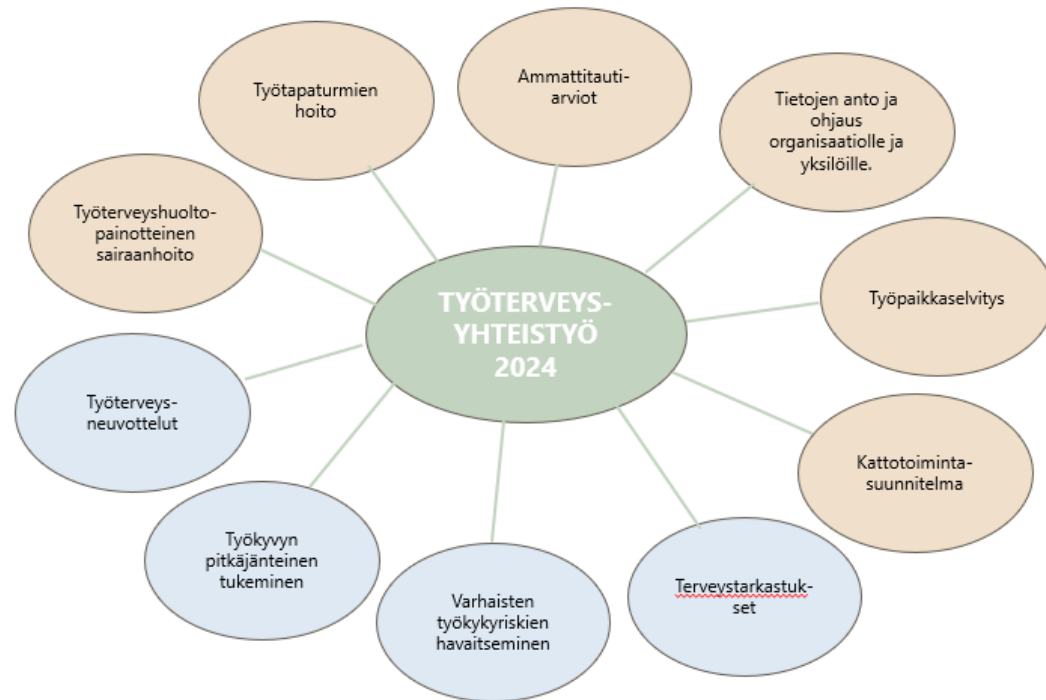 Työtapaturmien
hoito
Ammattitauti-
arviot
Tietojen anto ja
ohjaus
organisaatiolle ja
yksilöille.
Työterveyshuolto-
painotteinen
sairaanhoito
TYÖTERVEYS-
YHTEISTYÖ
2024
Työpaikkaselvitys
Työterveys-
neuvottelut
Kattotoiminta-
suunnitelma
Työkyvyn
pitkäjänteinen
tukeminen
Varhaisten
työkykyriskien
havaitseminen
Terveystarkastuk-
set